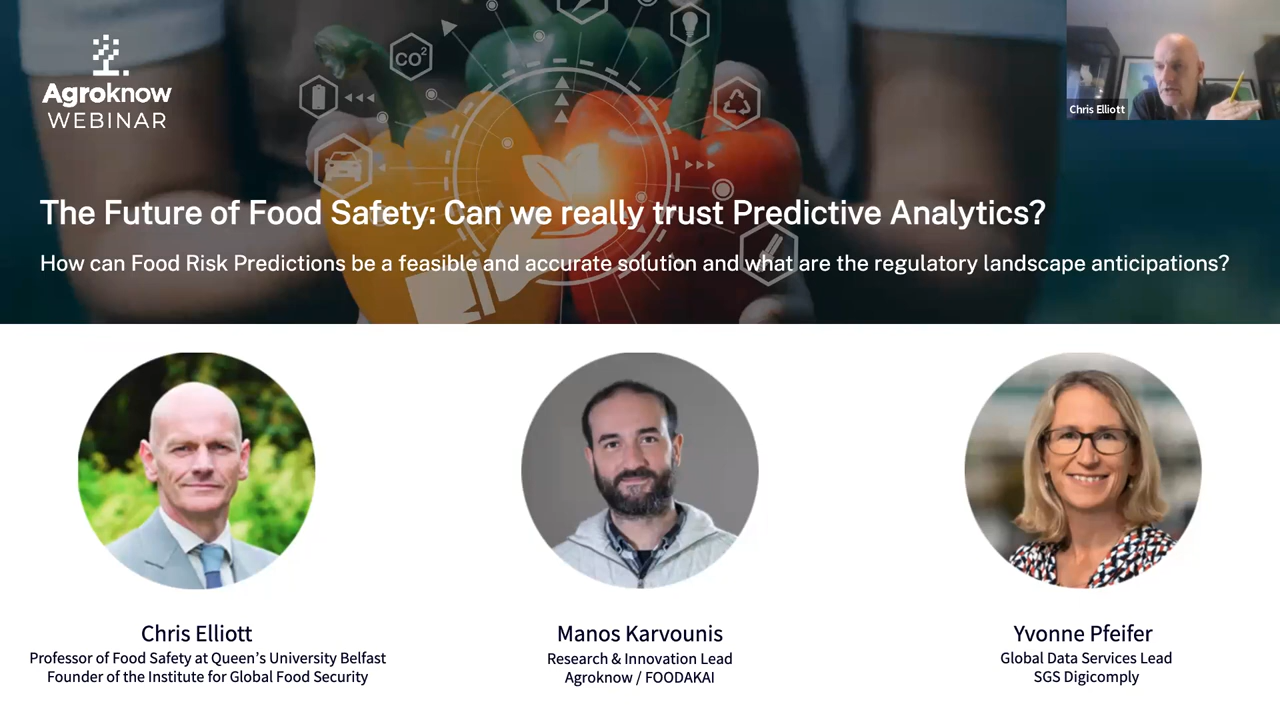 CO²
Agroknow
WEBINAR
Chris Elliott
The Future of Food Safety: Can we really trust Predictive Analytics?
How can Food Risk Predictions be a feasible and accurate solution and what are the regulatory landscape anticipations?
Chris Elliott
Professor of Food Safety at Queen's University Belfast
Founder of the Institute for Global Food Security
Manos Karvounis
Research & Innovation Lead
Agroknow / FOODAKAI
Yvonne Pfeifer
Global Data Services Lead
SGS Digicomply